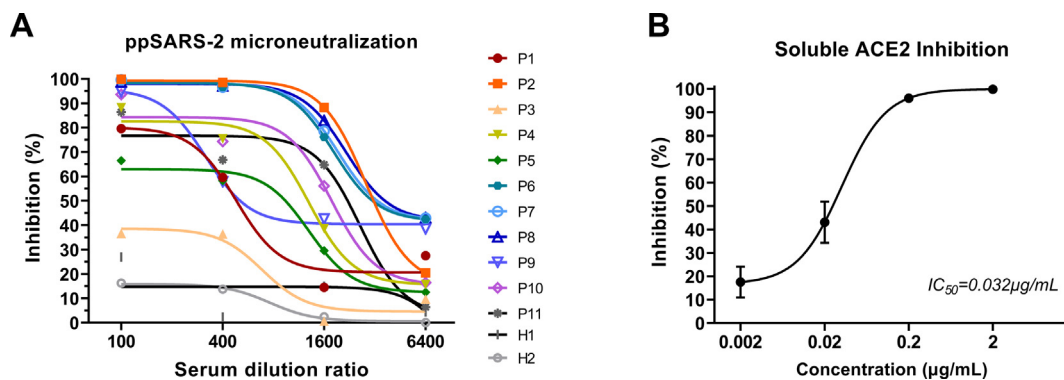 A
ppSARS-2 microneutralization
Inhibition (%)
100
90
80
70
60
50
40
30
20
10
0
100 400 1600 6400
Serum dilution ratio
P1
P2
P3
P4
P5
P6
P7
P8
P9
P10
P11
H1
H2
B
Soluble ACE2 Inhibition
Inhibition (%)
100
90
80
70
60
50
40
30
20
10
0
IC50=0.032µg/mL
0.002 0.02 0.2 2
Concentration (µg/mL)